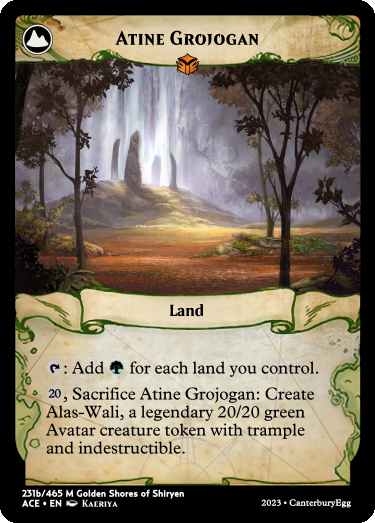 Atine Grojogan
Land
: Add for each land you control.
20, Sacrifice Atine Grojogan: Create
Alas-Wali, a legendary 20/20 green
Avatar creature token with trample
and indestructible.
231b/465 M Golden Shores of Shiryen
ACE • EN Kaeriya
2023 • CanterburyEgg